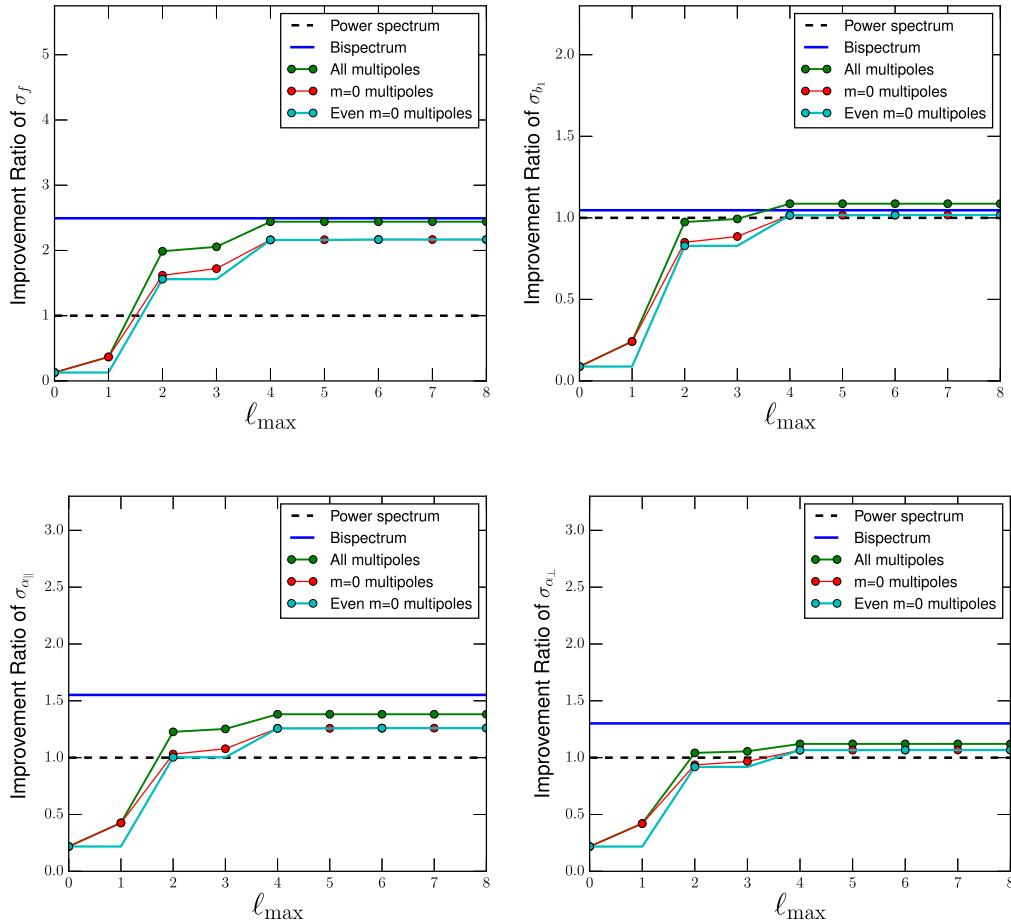 Improvement Ratio of σ_f
5
4
3
2
1
0
0 1 2 3 4 5 6 7 8
ℓ_max
Power spectrum
Bispectrum
All multipoles
m=0 multipoles
Even m=0 multipoles
Improvement Ratio of σ_{b_1}
2.0
1.5
1.0
0.5
0.0
0 1 2 3 4 5 6 7 8
ℓ_max
Power spectrum
Bispectrum
All multipoles
m=0 multipoles
Even m=0 multipoles
Improvement Ratio of σ_{α_∥}
3.0
2.5
2.0
1.5
1.0
0.5
0.0
0 1 2 3 4 5 6 7 8
ℓ_max
Power spectrum
Bispectrum
All multipoles
m=0 multipoles
Even m=0 multipoles
Improvement Ratio of σ_{α_⊥}
3.0
2.5
2.0
1.5
1.0
0.5
0.0
0 1 2 3 4 5 6 7 8
ℓ_max
Power spectrum
Bispectrum
All multipoles
m=0 multipoles
Even m=0 multipoles